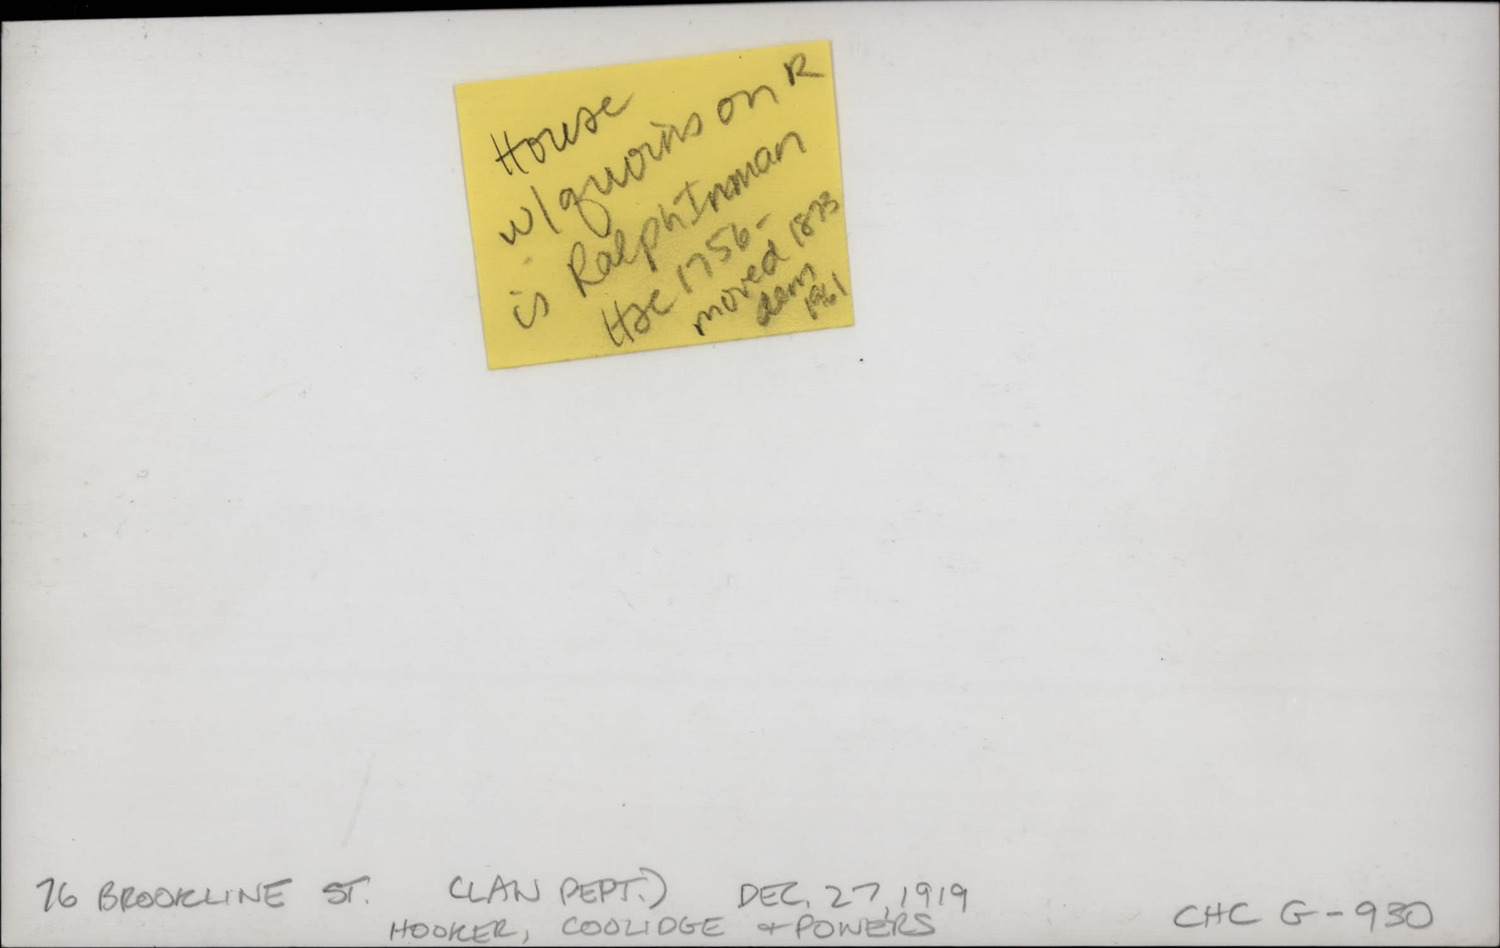 House
w/quoins on R
is Ralph Inman
Hse 1756-
moved 1873
dem
1961
76 BROOKLINE ST. (LAW DEPT.) DEC. 27, 1919
HOOKER, COOLIDGE + POWERS
CHC G-930